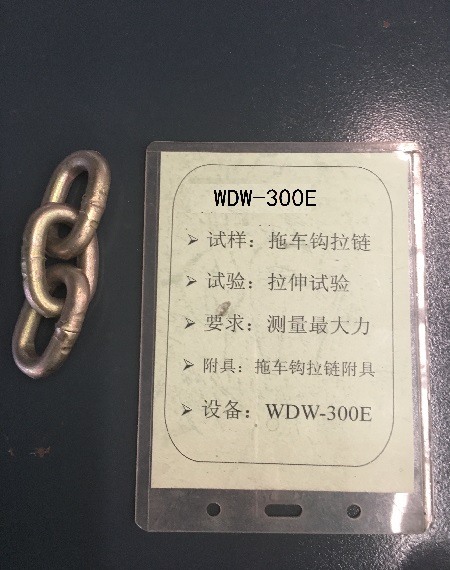 WDW-300E
➢ 试样：拖车钩拉链
➢ 试验：拉伸试验
➢ 要求：测量最大力
➢ 附具：拖车钩拉链附具
➢ 设备：WDW-300E